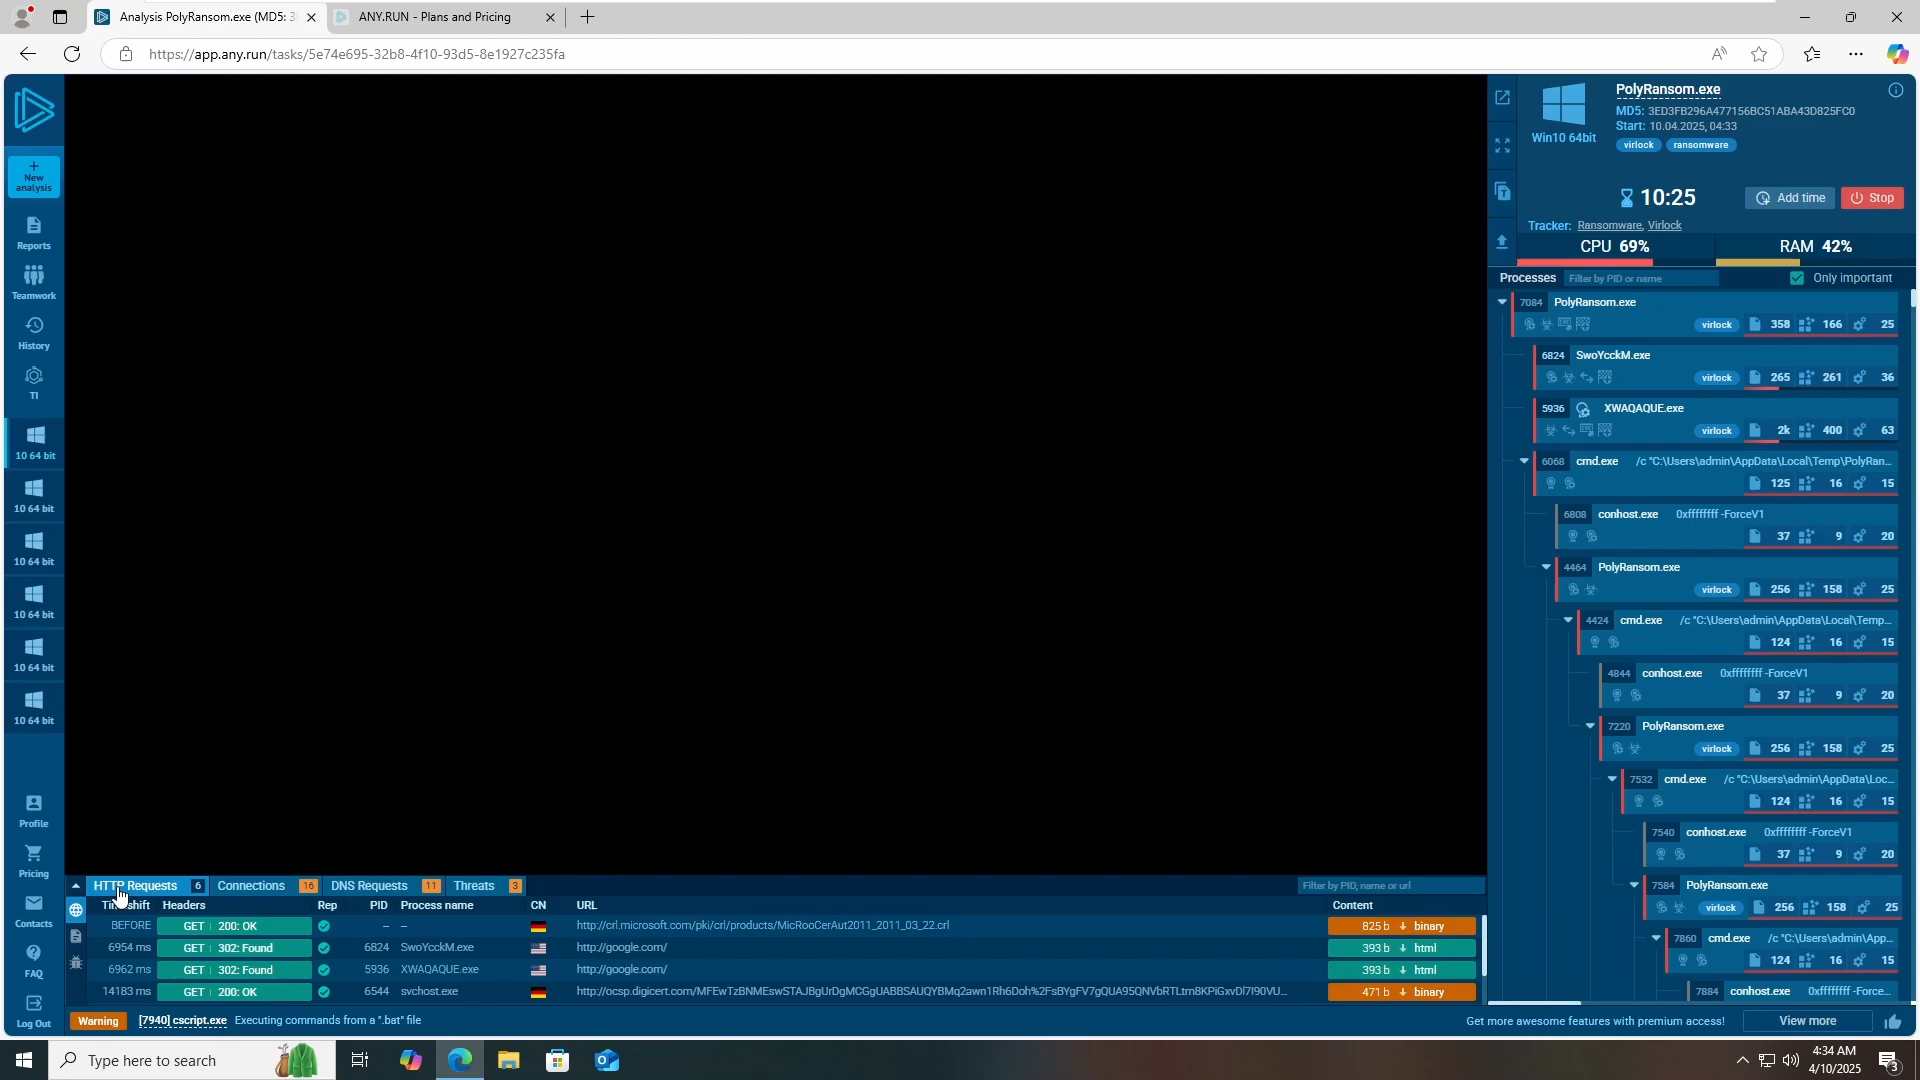 Analysis PolyRansom.exe (MD5: 3
ANY.RUN - Plans and Pricing
https://app.any.run/tasks/5e74e695-32b8-4f10-93d5-8e1927c235fa
New analysis
Reports
Teamwork
History
TI
10 64 bit
10 64 bit
10 64 bit
10 64 bit
10 64 bit
10 64 bit
Profile
Pricing
Contacts
FAQ
Log Out
Win10 64bit
PolyRansom.exe
MD5: 3ED3FB296A477156BC51ABA43D825FC0
Start: 10.04.2025, 04:33
virlock ransomware
10:25 Add time Stop
Tracker: Ransomware, Virlock
CPU 69% RAM 42%
Processes Filter by PID or name Only important
7084 PolyRansom.exe
virlock 358 166 25
6824 SwoYcckM.exe
virlock 265 261 36
5936 XWAQAQUE.exe
virlock 2k 400 63
6068 cmd.exe /c "C:\Users\admin\AppData\Local\Temp\PolyRan...
125 16 15
6808 conhost.exe 0xffffffff -ForceV1
37 9 20
4464 PolyRansom.exe
virlock 256 158 25
4424 cmd.exe /c "C:\Users\admin\AppData\Local\Temp...
124 16 15
4844 conhost.exe 0xffffffff -ForceV1
37 9 20
7220 PolyRansom.exe
virlock 256 158 25
7532 cmd.exe /c "C:\Users\admin\AppData\Loc...
124 16 15
7540 conhost.exe 0xffffffff -ForceV1
37 9 20
7584 PolyRansom.exe
virlock 256 158 25
7860 cmd.exe /c "C:\Users\admin\App...
124 16 15
7884 conhost.exe 0xffffffff -Force...
HTTP Requests 6 Connections 16 DNS Requests 11 Threats 3 Filter by PID, name or url
Headers Rep PID Process name CN URL Content
BEFORE GET 200: OK – – http://crl.microsoft.com/pki/crl/products/MicRooCerAut2011_2011_03_22.crl 825 b binary
6954 ms GET 302: Found 6824 SwoYcckM.exe http://google.com/ 393 b html
6962 ms GET 302: Found 5936 XWAQAQUE.exe http://google.com/ 393 b html
14183 ms GET 200: OK 6544 svchost.exe 471 b binary
Warning [7940] cscript.exe Executing commands from a ".bat" file
Get more awesome features with premium access! View more
Type here to search
4:34 AM
4/10/2025
3